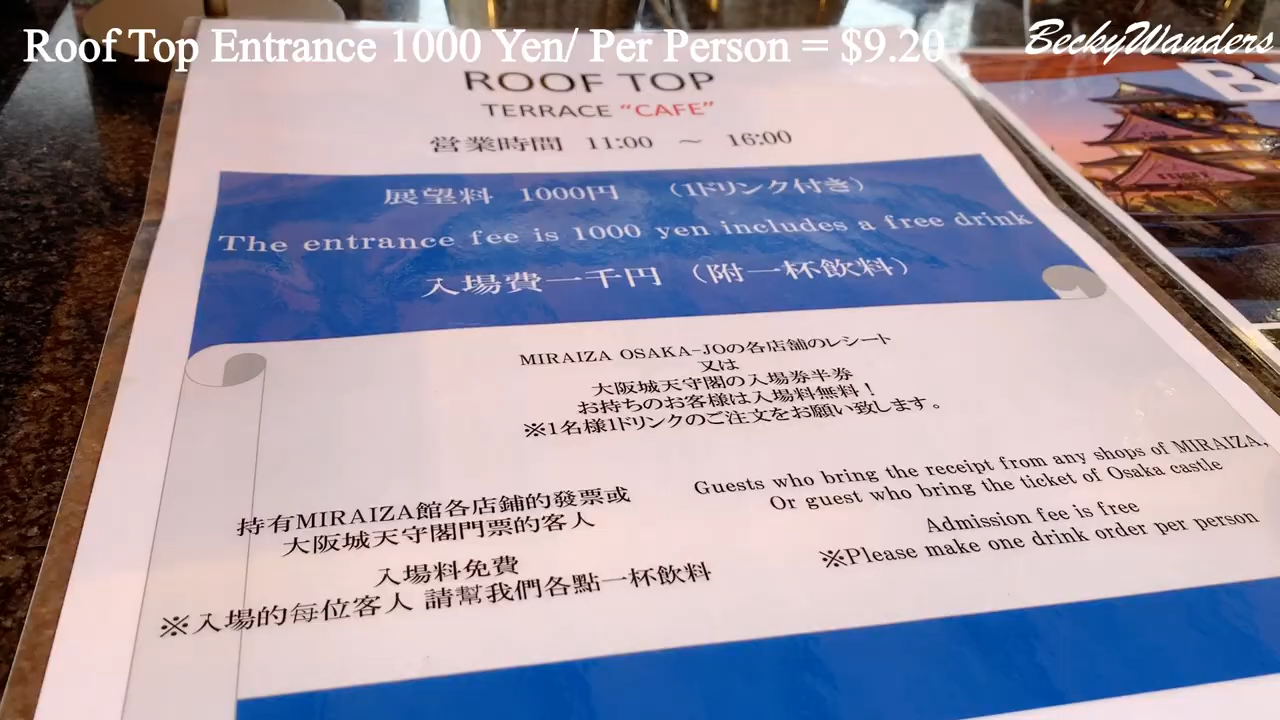 Roof Top Entrance 1000 Yen/ Per Person = $9.20
BeckyWanders
ROOF TOP
TERRACE “CAFE”
営業時間 11:00 ～ 16:00
展望料 1000円 （1ドリンク付き）
The entrance fee is 1000 yen includes a free drink
入場費一千円 （附一杯飲料）
MIRAIZA OSAKA-JOの各店舗のレシート
又は
大阪城天守閣の入場券半券
お持ちのお客様は入場料無料！
※1名様1ドリンクのご注文をお願い致します。
持有MIRAIZA館各店鋪的發票或
大阪城天守閣門票的客人
入場料免費
※入場的每位客人 請幫我們各點一杯飲料
Guests who bring the receipt from any shops of MIRAIZA,
Or guest who bring the ticket of Osaka castle
Admission fee is free
※Please make one drink order per person